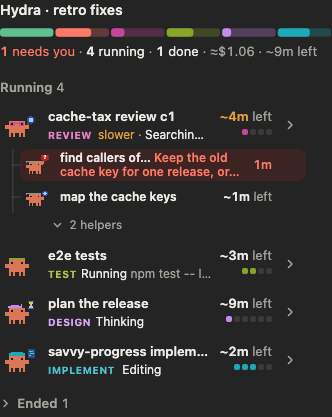 Hydra · retro fixes
1 needs you · 4 running · 1 done · ≈$1.06 · ~9m left
Running 4
cache-tax review c1
~4m left
REVIEW slower · Searchin...
find callers of... Keep the old
cache key for one release, or...
1m
map the cache keys
~1m left
2 helpers
e2e tests
~3m left
TEST Running npm test -- l...
plan the release
~9m left
DESIGN Thinking
savvy-progress implem...
~2m left
IMPLEMENT Editing
Ended 1